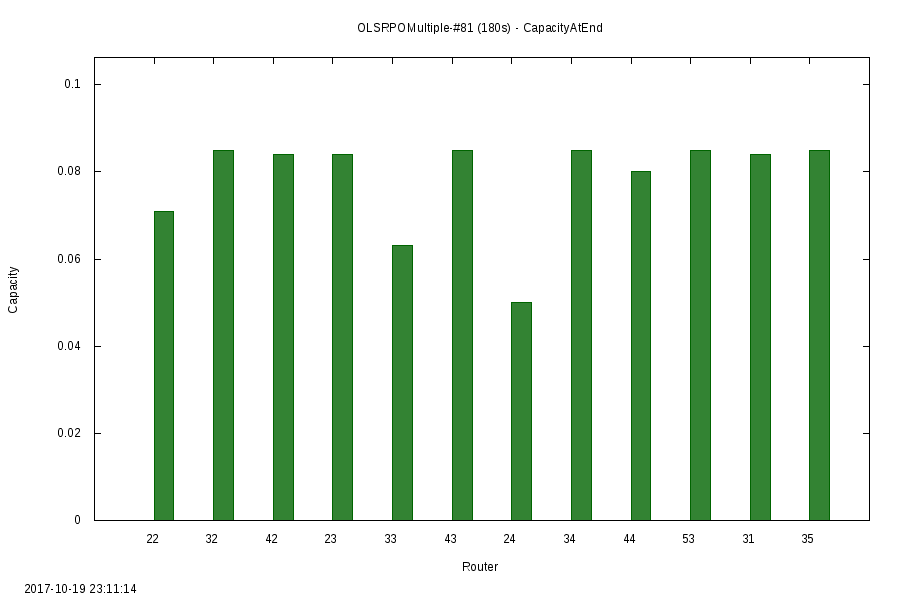 OLSRPOMultiple-#81 (180s) - CapacityAtEnd
0.1
0.08
0.06
0.04
0.02
0
Capacity
22 32 42 23 33 43 24 34 44 53 31 35
Router
2017-10-19 23:11:14